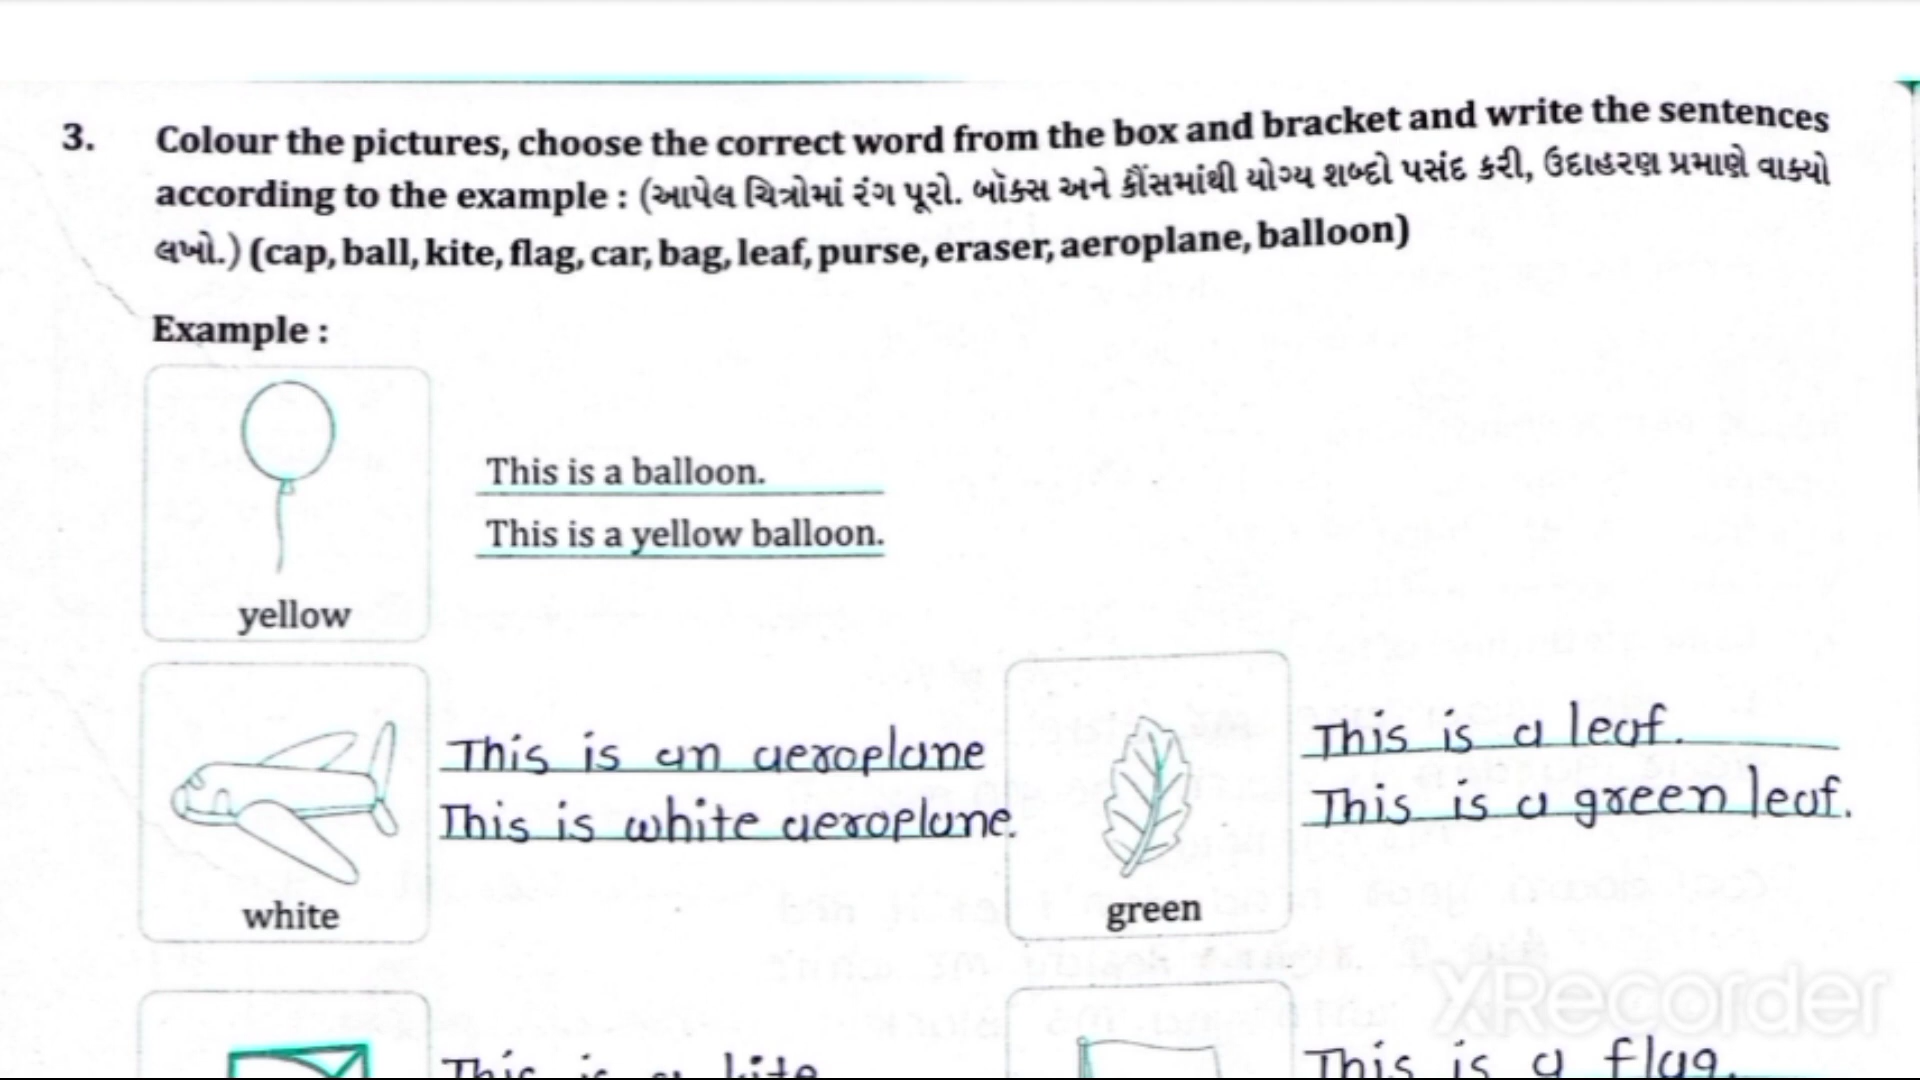 3. Colour the pictures, choose the correct word from the box and bracket and write the sentences
according to the example : (આપેલ ચિત્રોમાં રંગ પૂરો. બૉક્સ અને કૌંસમાંથી યોગ્ય શબ્દો પસંદ કરી, ઉદાહરણ પ્રમાણે વાક્યો
લખો.) (cap, ball, kite, flag, car, bag, leaf, purse, eraser, aeroplane, balloon)
Example :
This is a balloon.
This is a yellow balloon.
yellow
This is an aeroplane
This is white aeroplane.
white
This is a leaf.
This is a green leaf.
green
This is a kite
This is a flag.
XRecorder